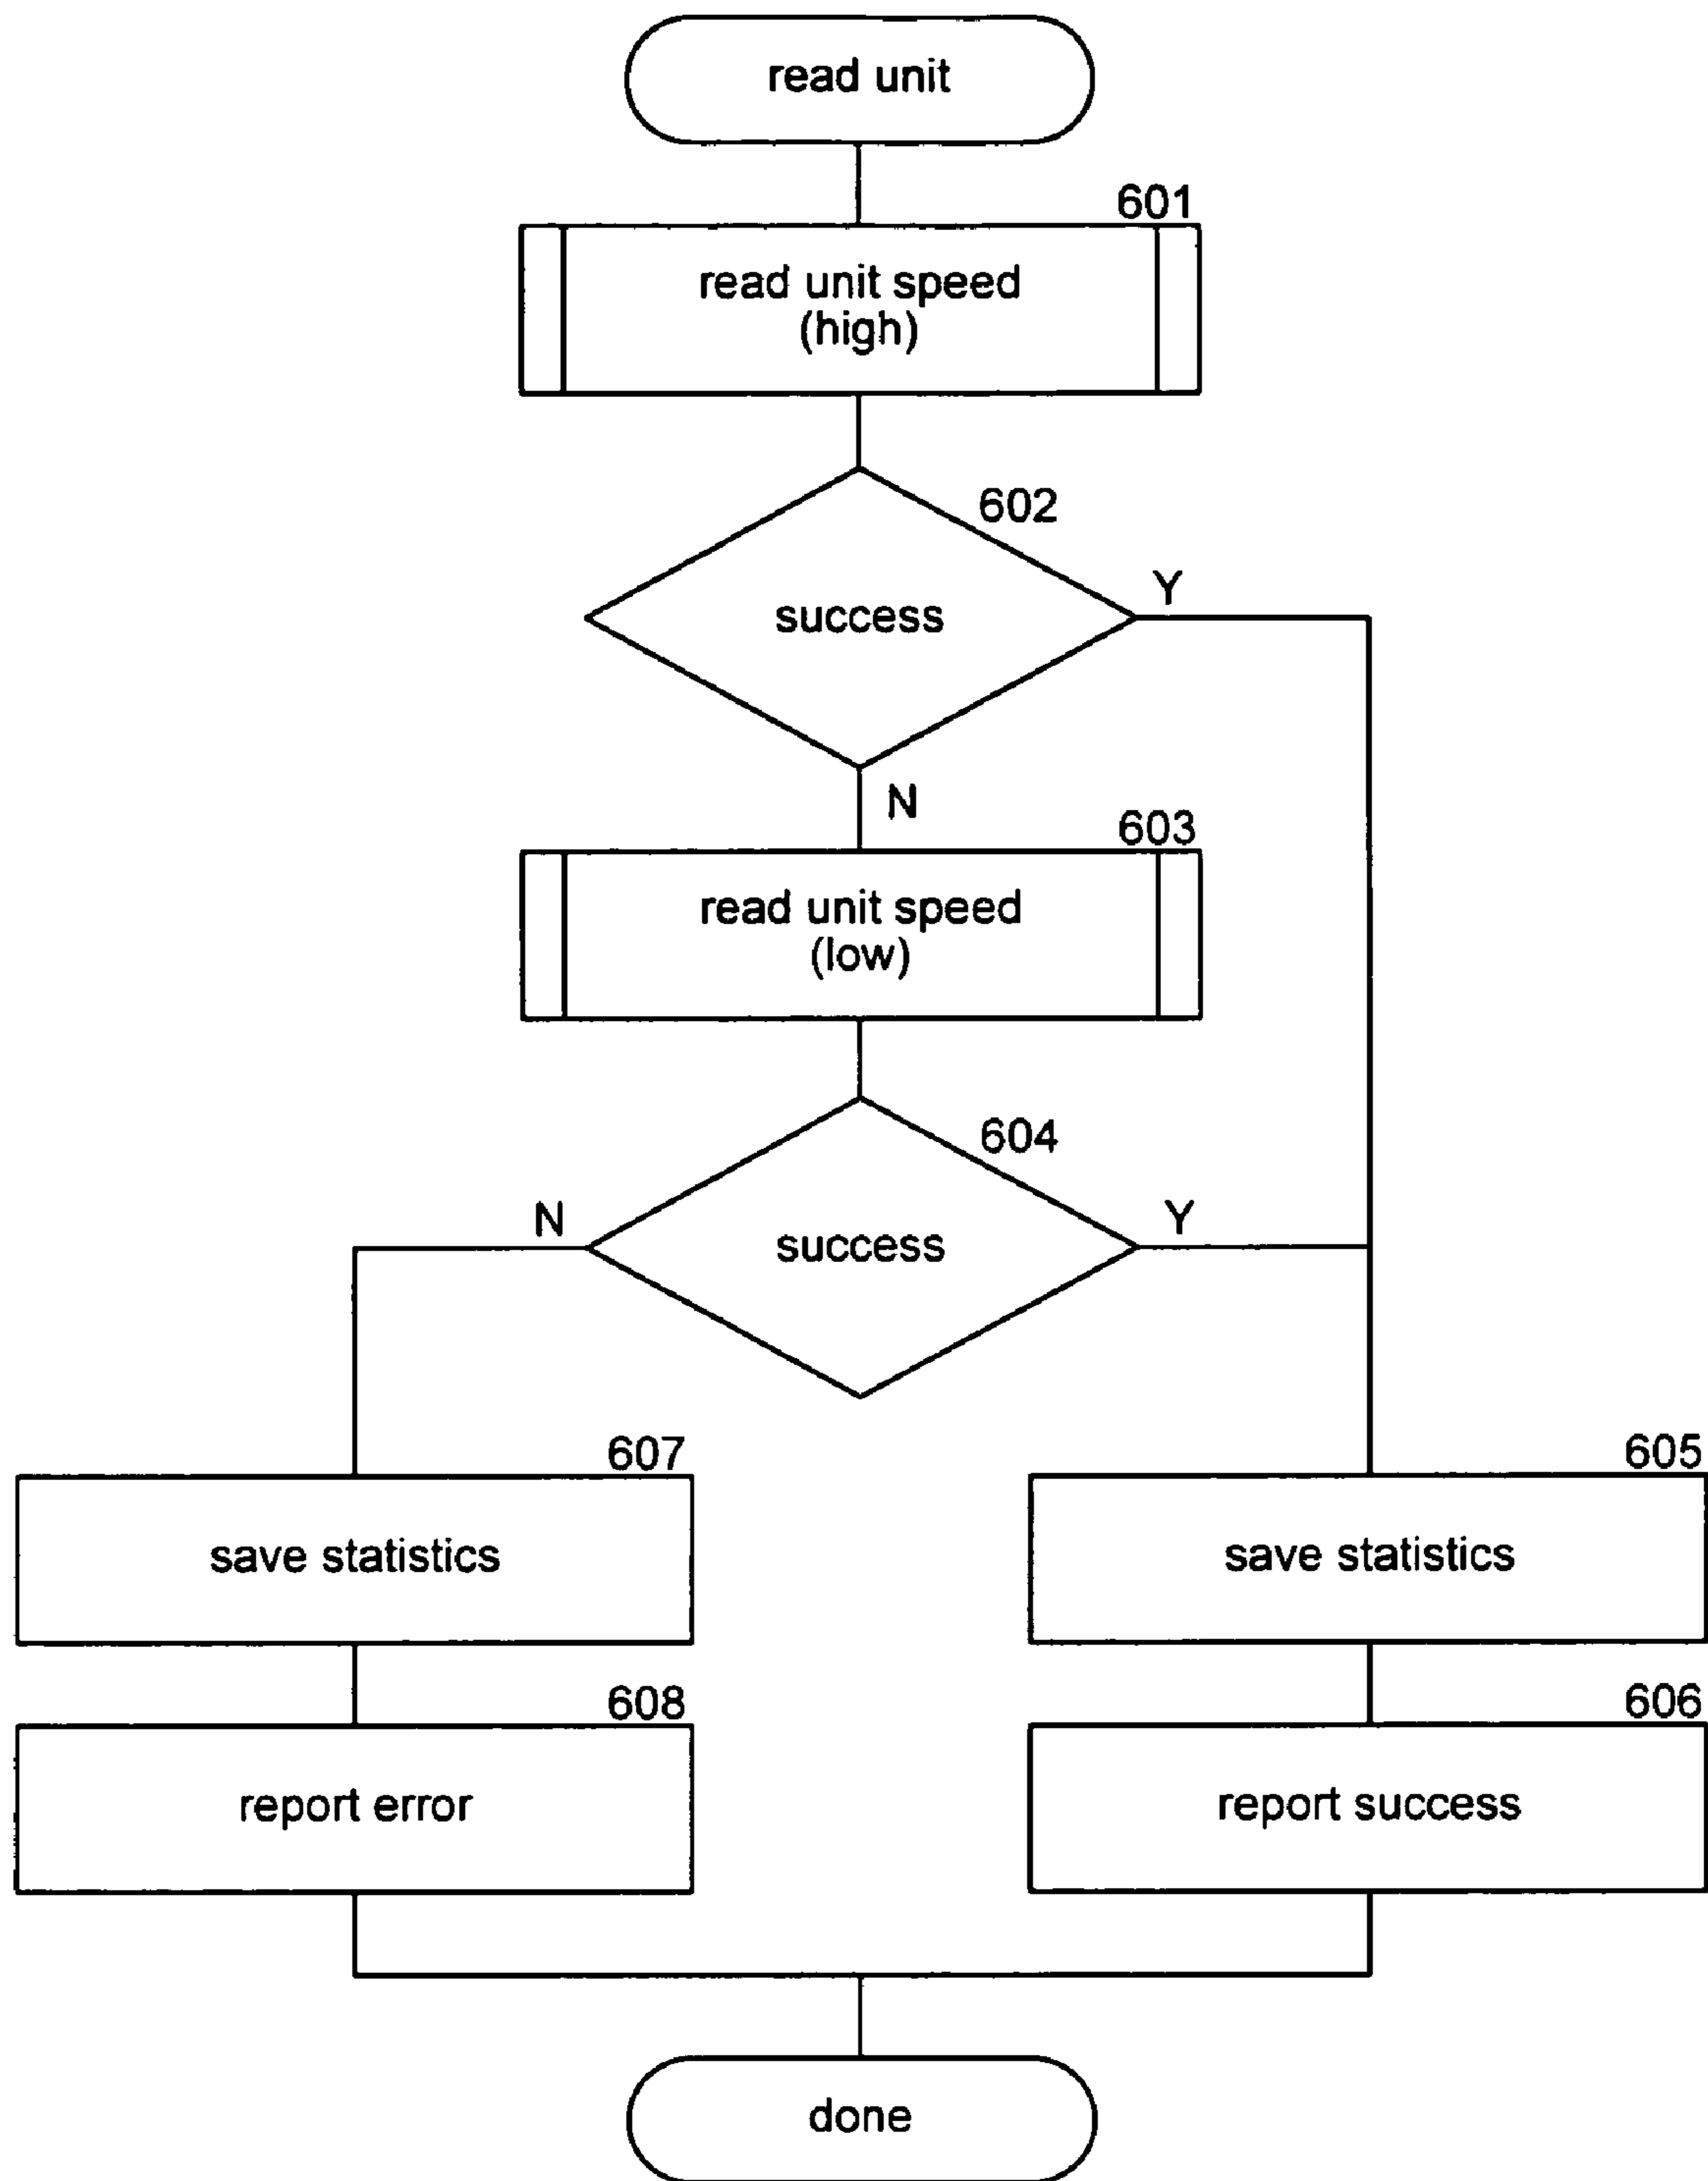 read unit
601
read unit speed
(high)
602
success
Y
N
603
read unit speed
(low)
604
N
success
Y
607
save statistics
605
save statistics
608
report error
606
report success
done